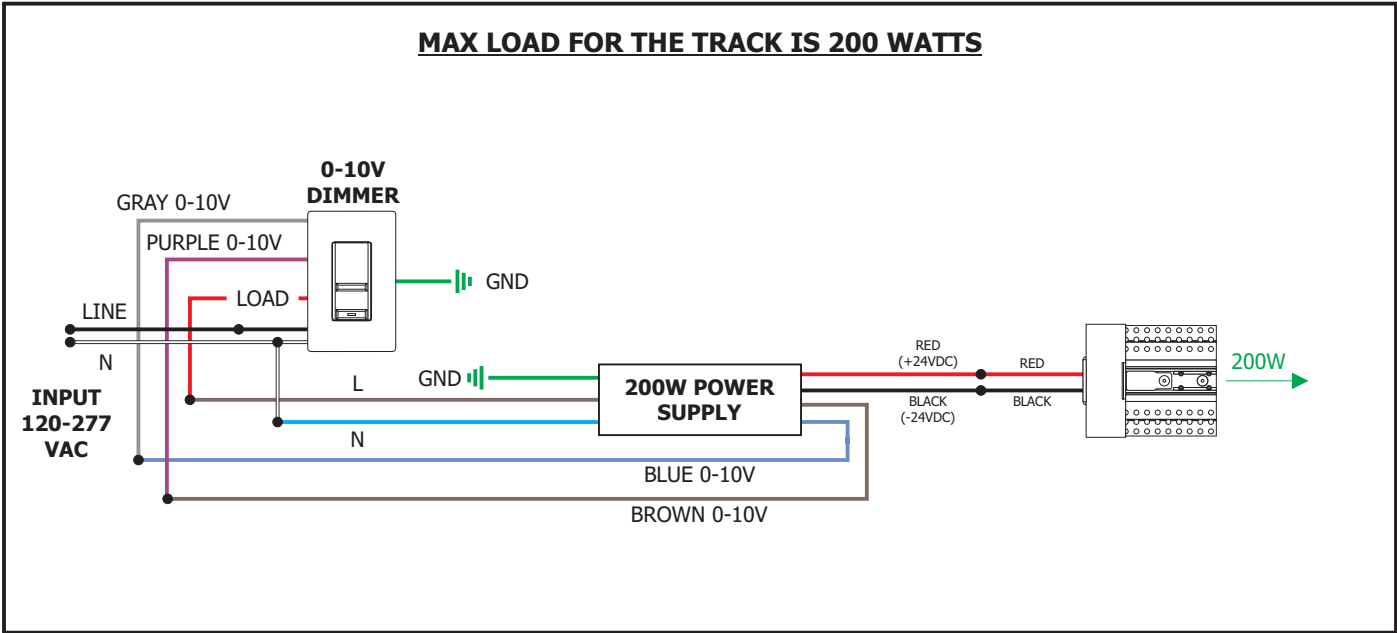 MAX LOAD FOR THE TRACK IS 200 WATTS
0-10V
DIMMER
GRAY 0-10V
PURPLE 0-10V
LOAD
GND
LINE
N
INPUT
120-277
VAC
L
N
GND
200W POWER
SUPPLY
RED
(+24VDC)
RED
BLACK
(-24VDC)
BLACK
200W
BLUE 0-10V
BROWN 0-10V